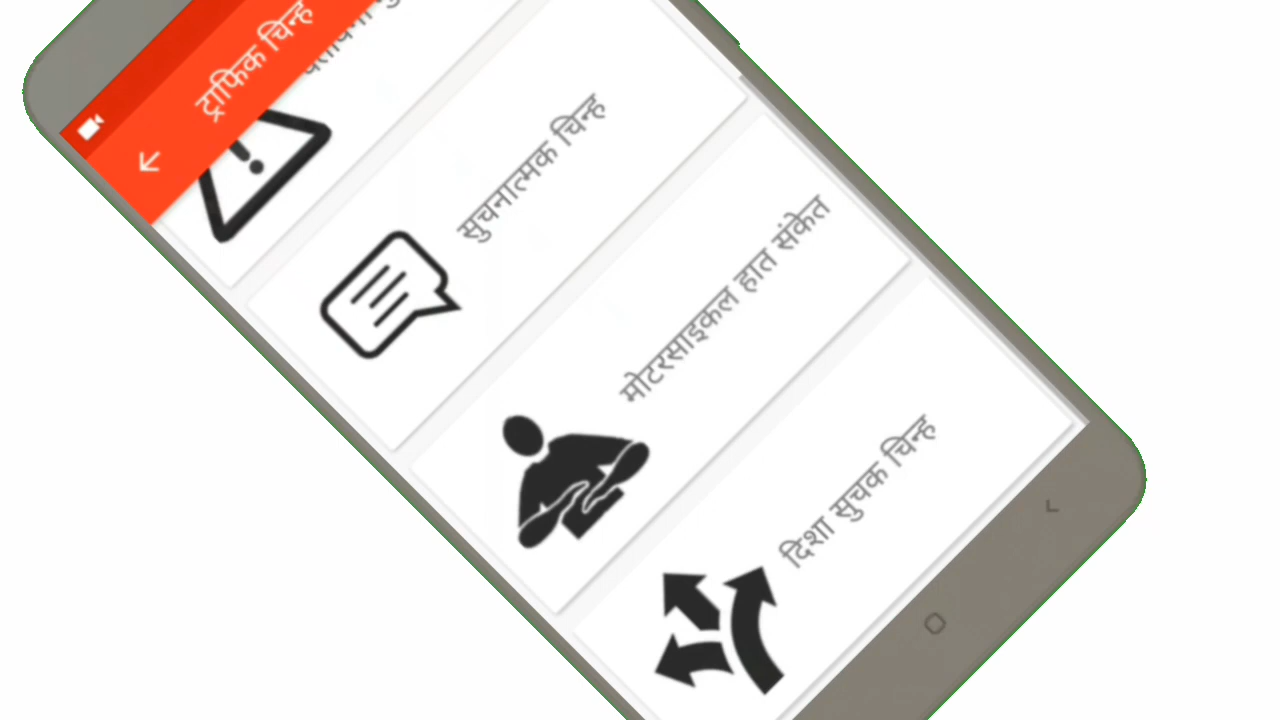 ट्राफिक चिन्ह
सुचनात्मक चिन्ह
मोटरसाइकल हात संकेत
दिशा सुचक चिन्ह